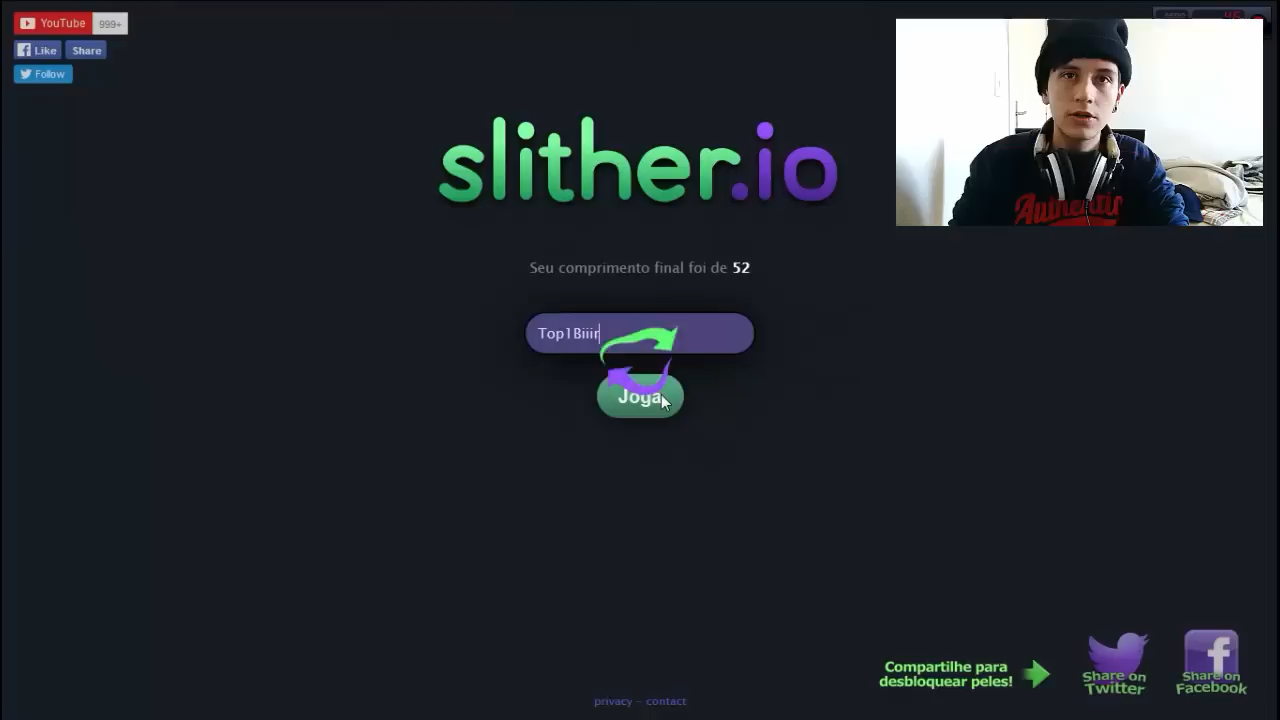 YouTube 999+
Like Share
Follow
slither.io
Authentic
Seu comprimento final foi de 52
Top1Biiir
Joga
Compartilhe para
desbloquear peles!
Share on
Twitter
Share on
Facebook
privacy - contact